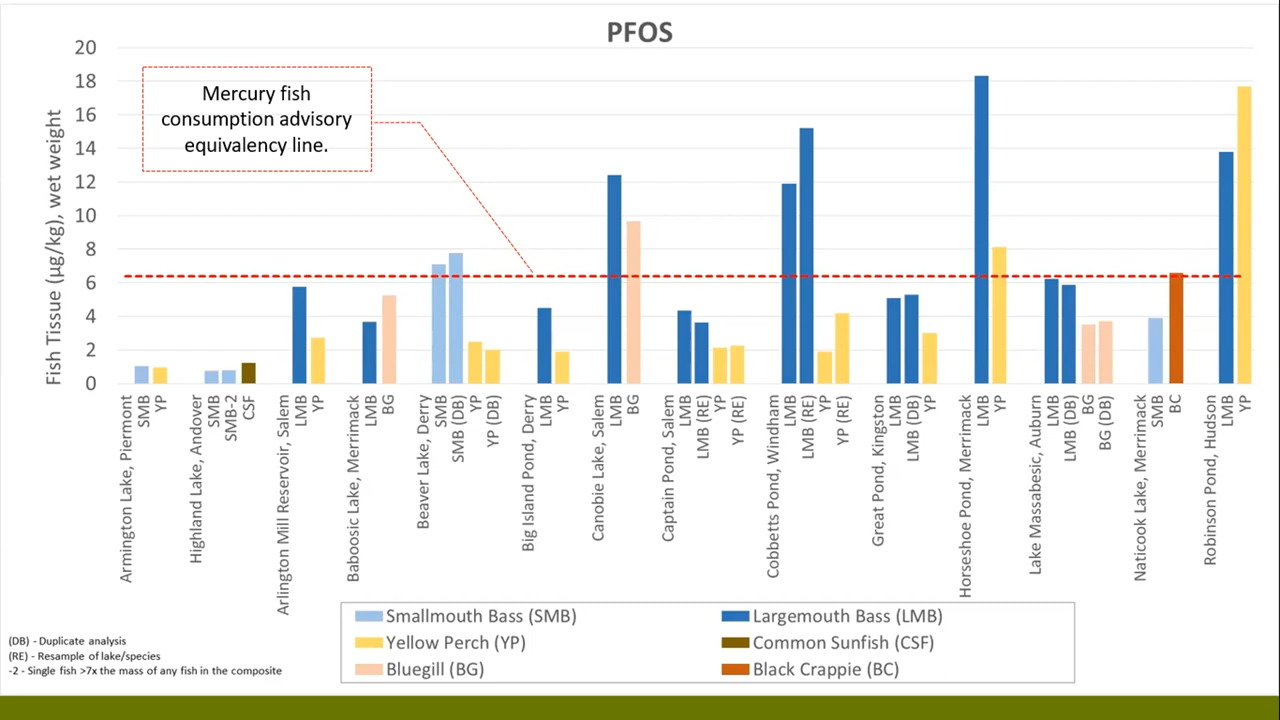 PFOS
20
18
16
14
12
10
8
6
4
2
0
Fish Tissue (µg/kg), wet weight
Mercury fish
consumption advisory
equivalency line.
SMB
YP
Armington Lake, Piermont
SMB
SMB-2
CSF
Highland Lake, Andover
LMB
YP
Arlington Mill Reservoir, Salem
LMB
BG
Baboosic Lake, Merrimack
SMB
SMB (DB)
YP
YP (DB)
Beaver Lake, Derry
LMB
YP
Big Island Pond, Derry
LMB
BG
Canobie Lake, Salem
LMB
LMB (RE)
YP
YP (RE)
Captain Pond, Salem
LMB
LMB (RE)
YP
YP (RE)
Cobbetts Pond, Windham
LMB
LMB (DB)
YP
Great Pond, Kingston
LMB
YP
Horseshoe Pond, Merrimack
LMB
LMB (DB)
BG
BG (DB)
Lake Massabesic, Auburn
SMB
BC
Naticook Lake, Merrimack
LMB
YP
Robinson Pond, Hudson
Smallmouth Bass (SMB)
Largemouth Bass (LMB)
Yellow Perch (YP)
Common Sunfish (CSF)
Bluegill (BG)
Black Crappie (BC)
(DB) - Duplicate analysis
(RE) - Resample of lake/species
-2 - Single fish >7x the mass of any fish in the composite